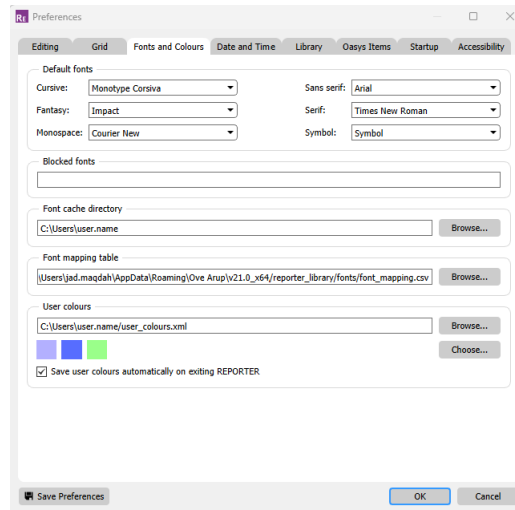 RE Preferences
Editing Grid Fonts and Colours Date and Time Library Oasys Items Startup Accessibility
Default fonts
Cursive: Monotype Corsiva Sans serif: Arial
Fantasy: Impact Serif: Times New Roman
Monospace: Courier New Symbol: Symbol
Blocked fonts
Font cache directory
C:\Users\user.name Browse...
Font mapping table
\Users\jad.maqdah\AppData\Roaming\Ove Arup\v21.0_x64/reporter_library/fonts/font_mapping.csv Browse...
User colours
C:\Users\user.name/user_colours.xml Browse...
Choose...
Save user colours automatically on exiting REPORTER
Save Preferences OK Cancel